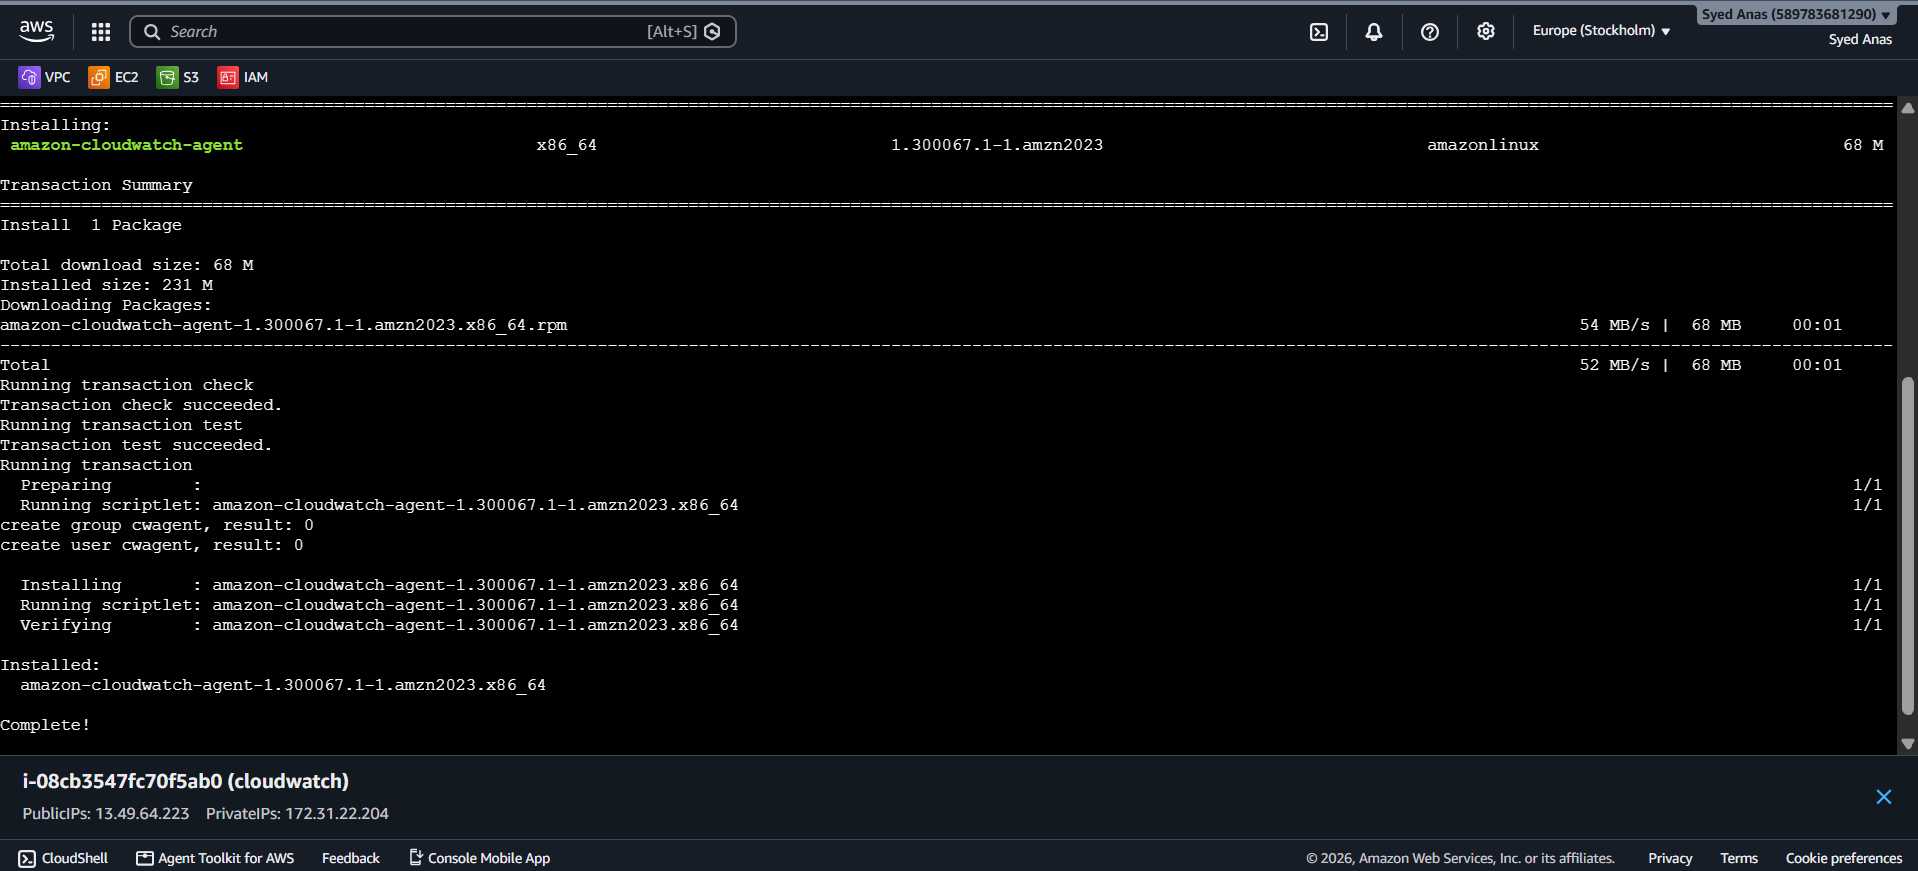 aws
Search [Alt+S]
Europe (Stockholm) ▼
Syed Anas (589783681290) ▼
Syed Anas
VPC EC2 S3 IAM
================================================================================
Installing:
 amazon-cloudwatch-agent x86_64 1.300067.1-1.amzn2023 amazonlinux 68 M
Transaction Summary
================================================================================
Install  1 Package
Total download size: 68 M
Installed size: 231 M
Downloading Packages:
amazon-cloudwatch-agent-1.300067.1-1.amzn2023.x86_64.rpm 54 MB/s |  68 MB 00:01
--------------------------------------------------------------------------------
Total 52 MB/s |  68 MB 00:01
Running transaction check
Transaction check succeeded.
Running transaction test
Transaction test succeeded.
Running transaction
  Preparing        : 1/1
  Running scriptlet: amazon-cloudwatch-agent-1.300067.1-1.amzn2023.x86_64 1/1
create group cwagent, result: 0
create user cwagent, result: 0
  Installing       : amazon-cloudwatch-agent-1.300067.1-1.amzn2023.x86_64 1/1
  Running scriptlet: amazon-cloudwatch-agent-1.300067.1-1.amzn2023.x86_64 1/1
  Verifying        : amazon-cloudwatch-agent-1.300067.1-1.amzn2023.x86_64 1/1
Installed:
  amazon-cloudwatch-agent-1.300067.1-1.amzn2023.x86_64
Complete!
i-08cb3547fc70f5ab0 (cloudwatch)
PublicIPs: 13.49.64.223 PrivateIPs: 172.31.22.204
CloudShell Agent Toolkit for AWS Feedback Console Mobile App © 2026, Amazon Web Services, Inc. or its affiliates. Privacy Terms Cookie preferences